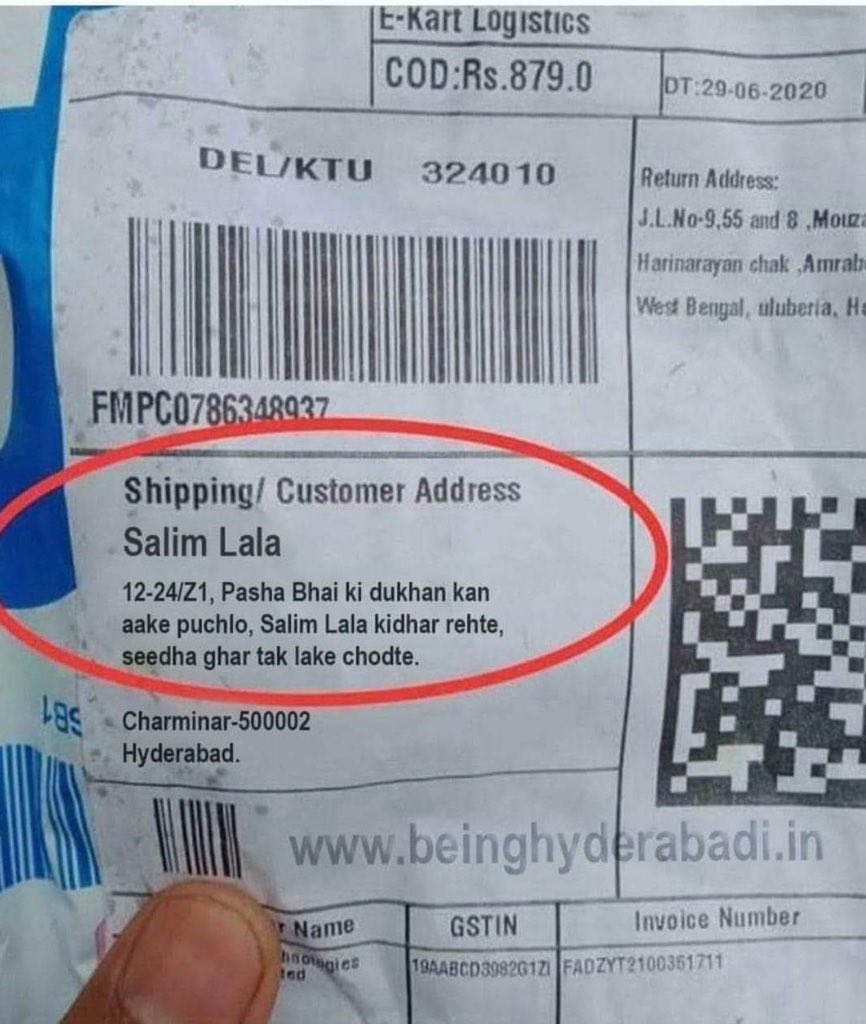 E-Kart Logistics
COD:Rs.879.0
DT:29-06-2020
DEL/KTU 324010
Return Address:
J.L.No-9,55 and 8 ,Mouza
Harinarayan chak ,Amrab
West Bengal, uluberia, Ha
FMPC0786348937
Shipping/ Customer Address
Salim Lala
12-24/Z1, Pasha Bhai ki dukhan kan
aake puchlo, Salim Lala kidhar rehte,
seedha ghar tak lake chodte.
Charminar-500002
Hyderabad.
www.beinghyderabadi.in
Name
GSTIN
Invoice Number
19AABCD3982G1ZI
FADZYT2100361711